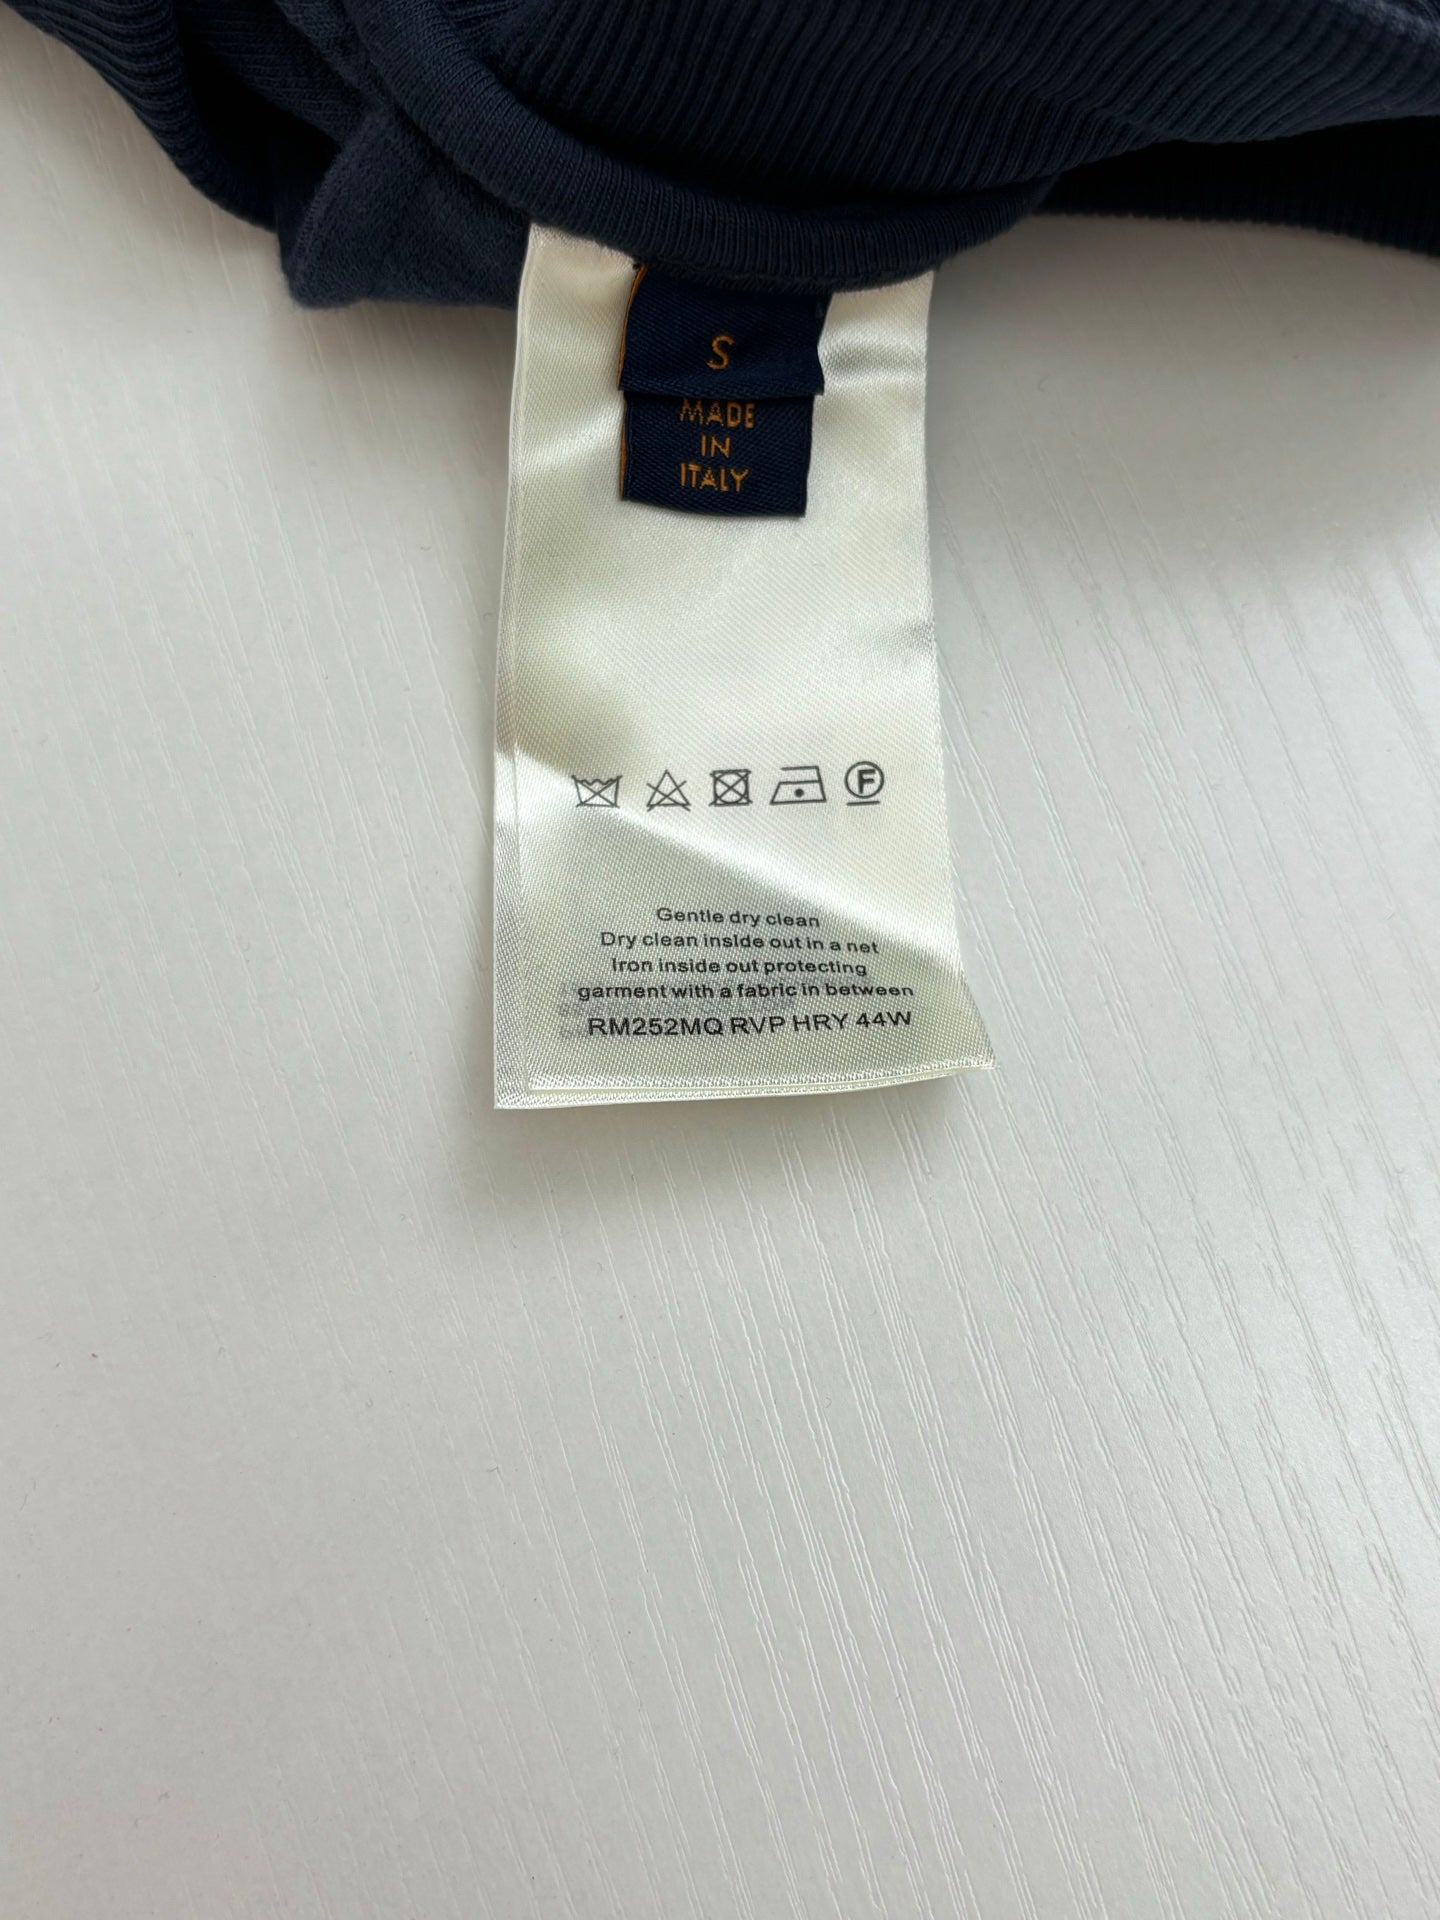 S
MADE
IN
ITALY
F
Gentle dry clean
Dry clean inside out in a net
Iron inside out protecting
garment with a fabric in between
RM252MQ RVP HRY 44W